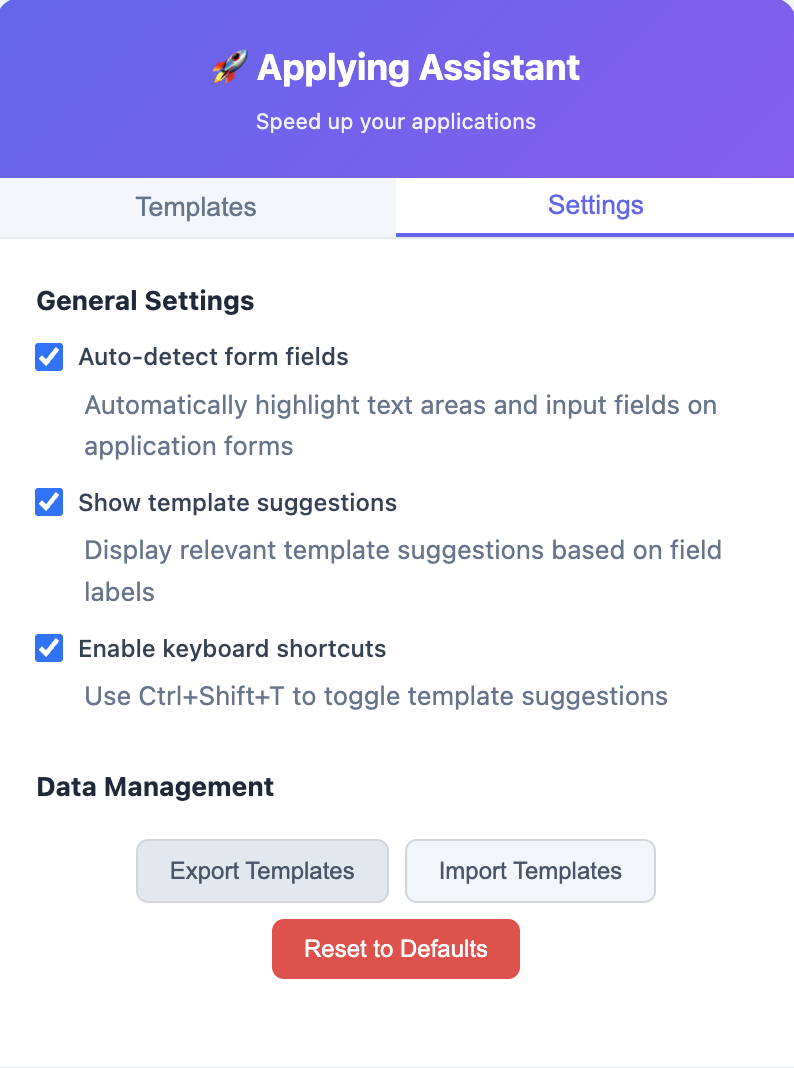 🚀 Applying Assistant
Speed up your applications
Templates
Settings
General Settings
Auto-detect form fields
Automatically highlight text areas and input fields on
application forms
Show template suggestions
Display relevant template suggestions based on field
labels
Enable keyboard shortcuts
Use Ctrl+Shift+T to toggle template suggestions
Data Management
Export Templates
Import Templates
Reset to Defaults